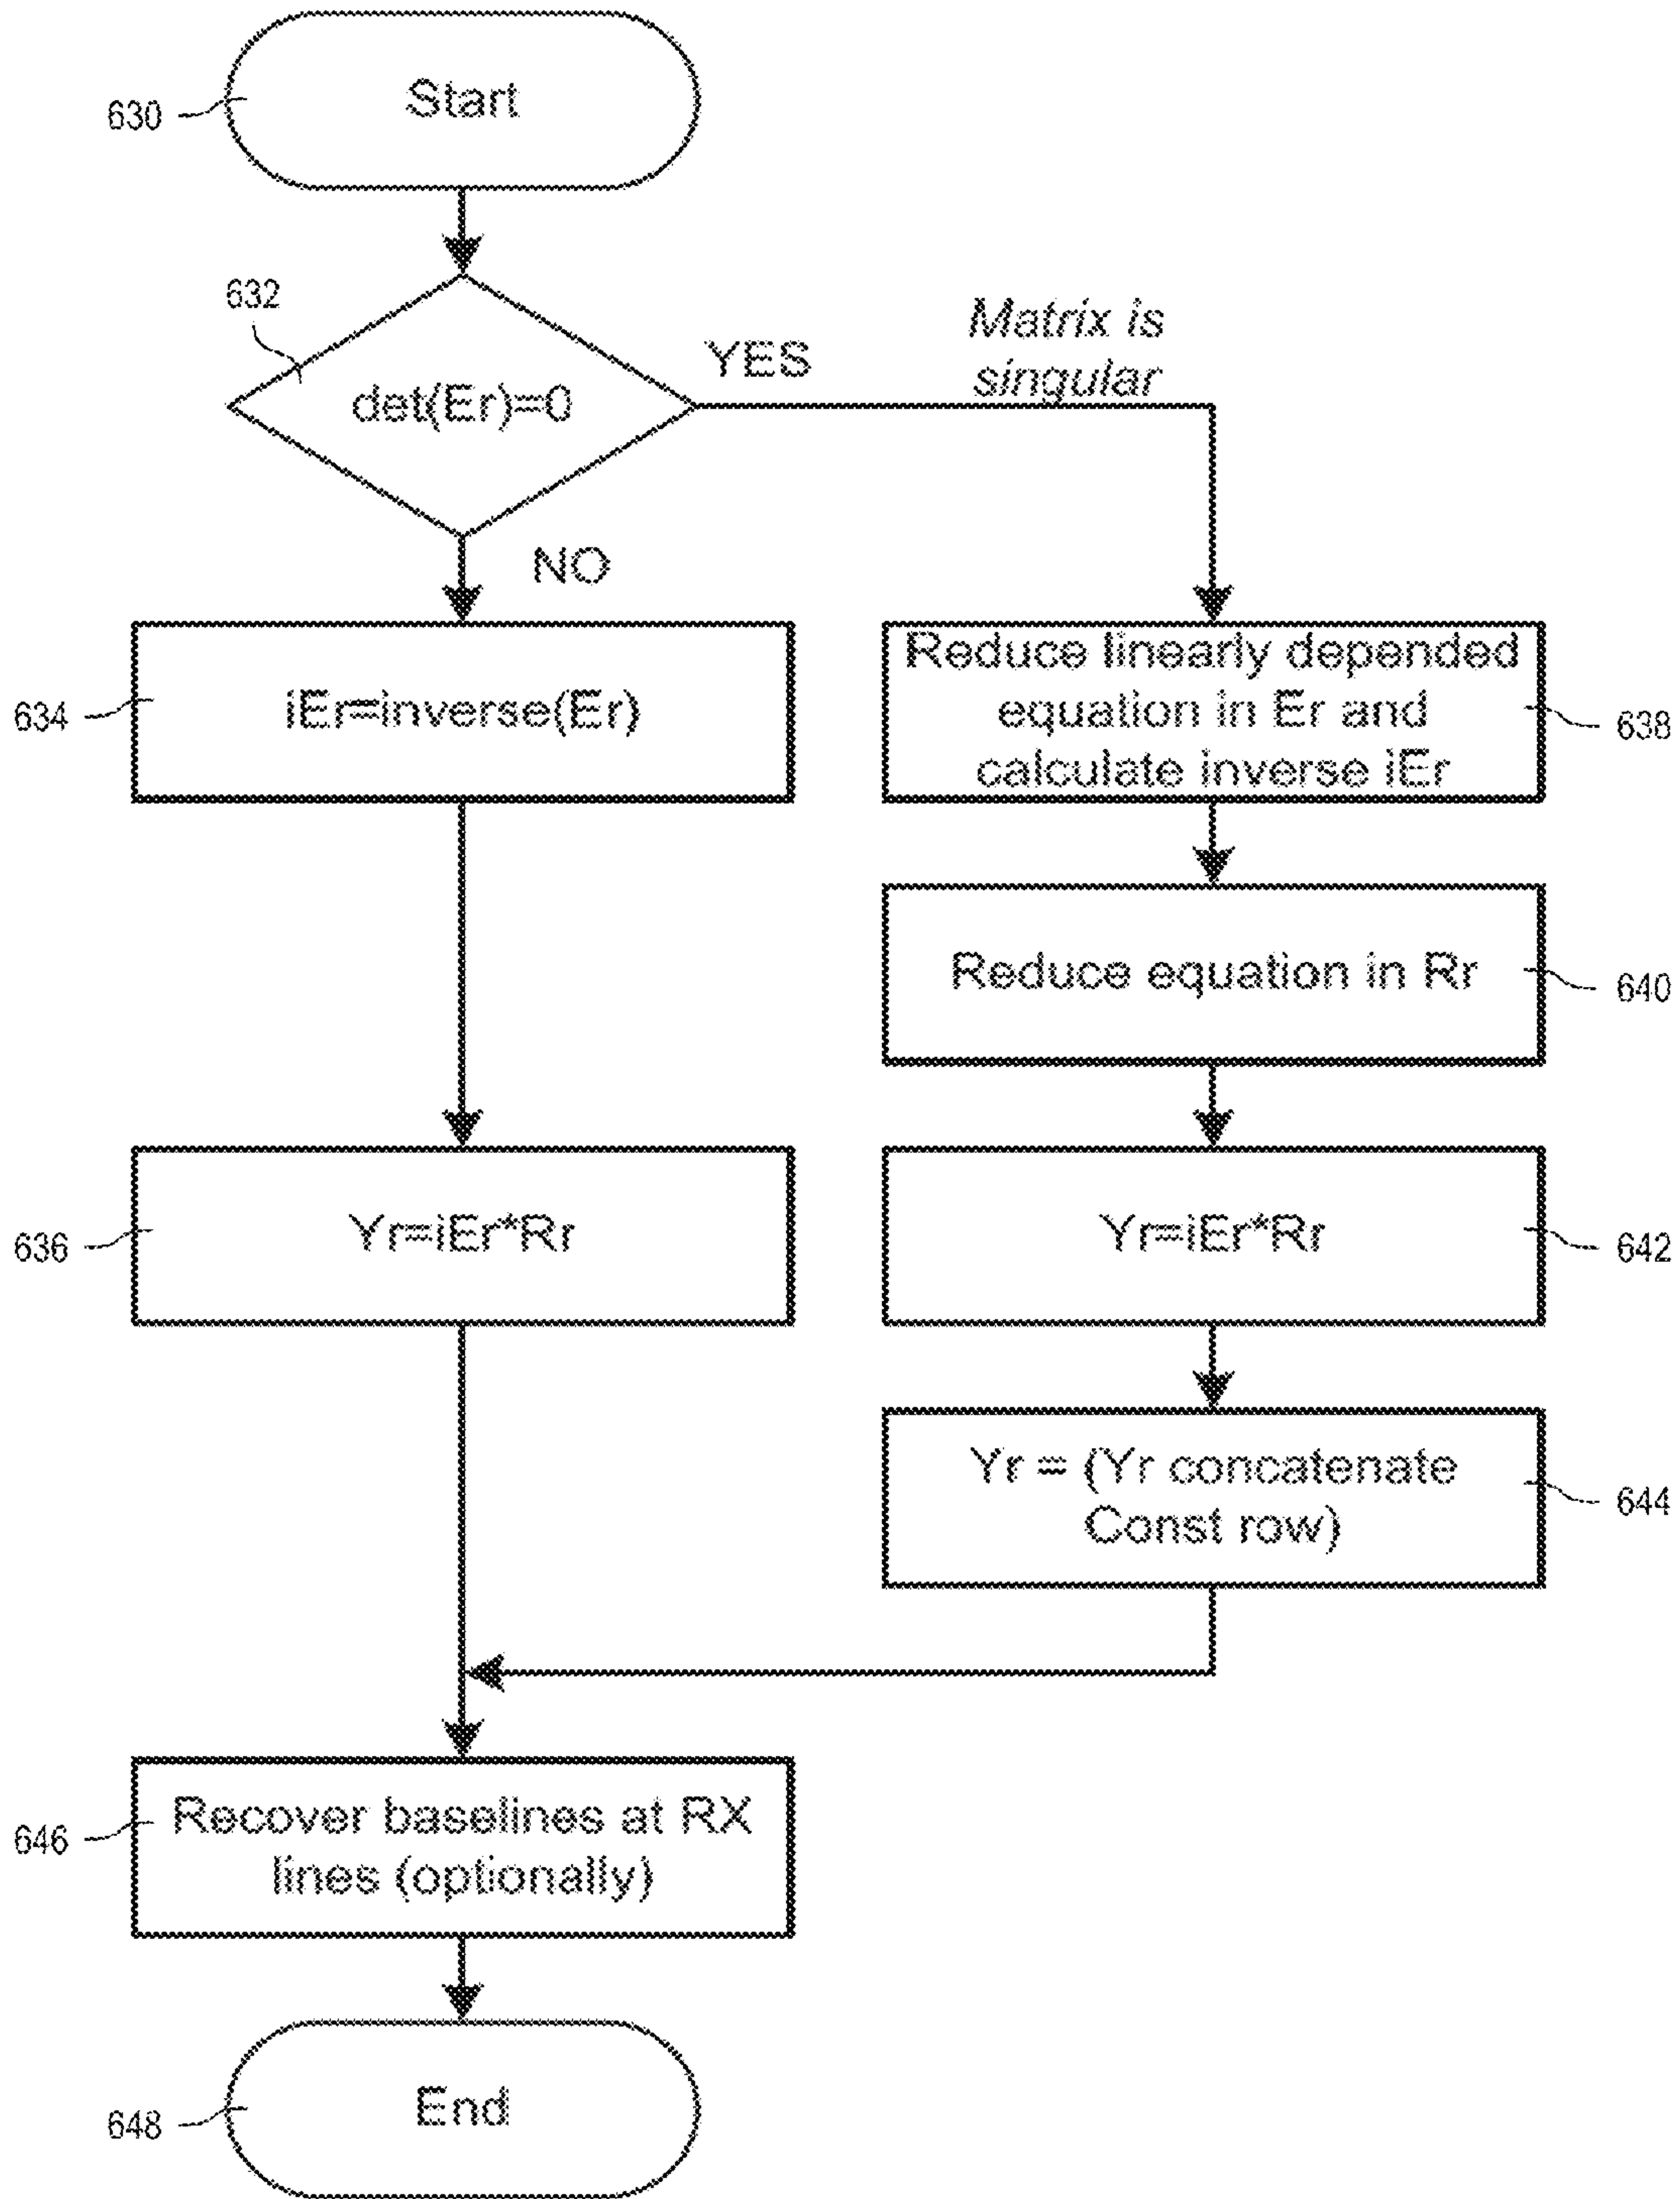 630
Start
632
det(Er)=0
YES
Matrix is
singular
NO
634
iEr=inverse(Er)
Reduce linearly depended
equation in Er and
calculate inverse iEr
638
Reduce equation in Rr
640
636
Yr=iEr*Rr
Yr=iEr*Rr
642
Yr = (Yr concatenate
Const row)
644
646
Recover baselines at RX
lines (optionally)
648
End